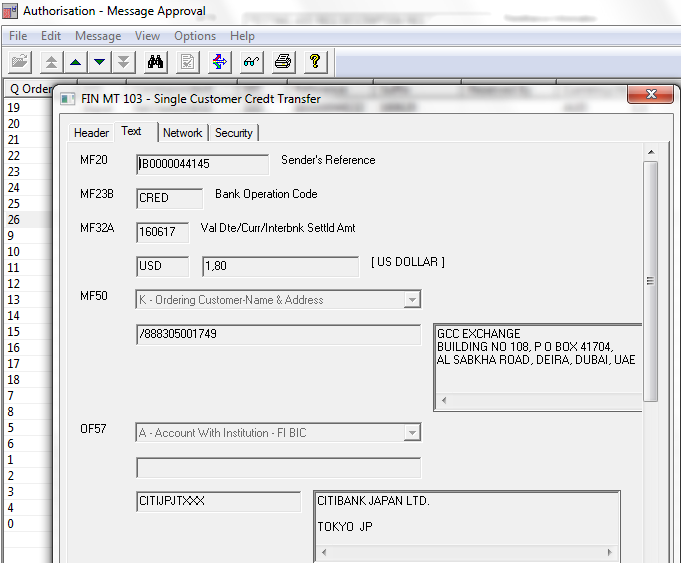 Authorisation - Message Approval
File Edit Message View Options Help
Q Order
FIN MT 103 - Single Customer Credt Transfer
Header Text Network Security
19
20
21
22
23
24
25
26
9
10
11
12
13
14
15
16
17
18
7
8
5
6
1
2
3
4
0
MF20 IB0000044145 Sender's Reference
MF23B CRED Bank Operation Code
MF32A 160617 Val Dte/Curr/Interbnk Settld Amt
USD 1,80 [ US DOLLAR ]
MF50 K - Ordering Customer-Name & Address
/888305001749
GCC EXCHANGE
BUILDING NO 108, P O BOX 41704,
AL SABKHA ROAD, DEIRA, DUBAI, UAE
OF57 A - Account With Institution - FI BIC
CITIJPJTXXX
CITIBANK JAPAN LTD.
TOKYO JP